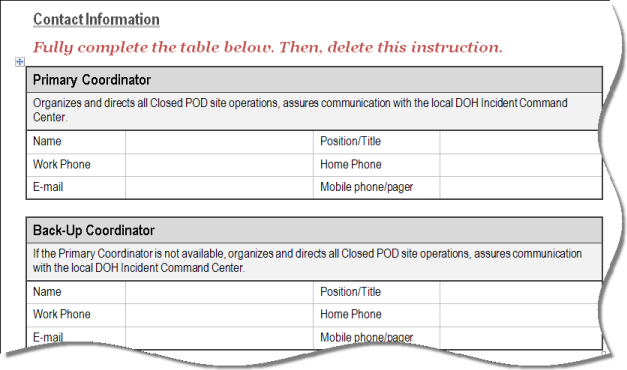 Contact Information
Fully complete the table below. Then, delete this instruction.
Primary Coordinator
Organizes and directs all Closed POD site operations, assures communication with the local DOH Incident Command
Center.
Name Position/Title
Work Phone Home Phone
E-mail Mobile phone/pager
Back-Up Coordinator
If the Primary Coordinator is not available, organizes and directs all Closed POD site operations, assures communication
with the local DOH Incident Command Center.
Name Position/Title
Work Phone Home Phone
E-mail Mobile phone/pager